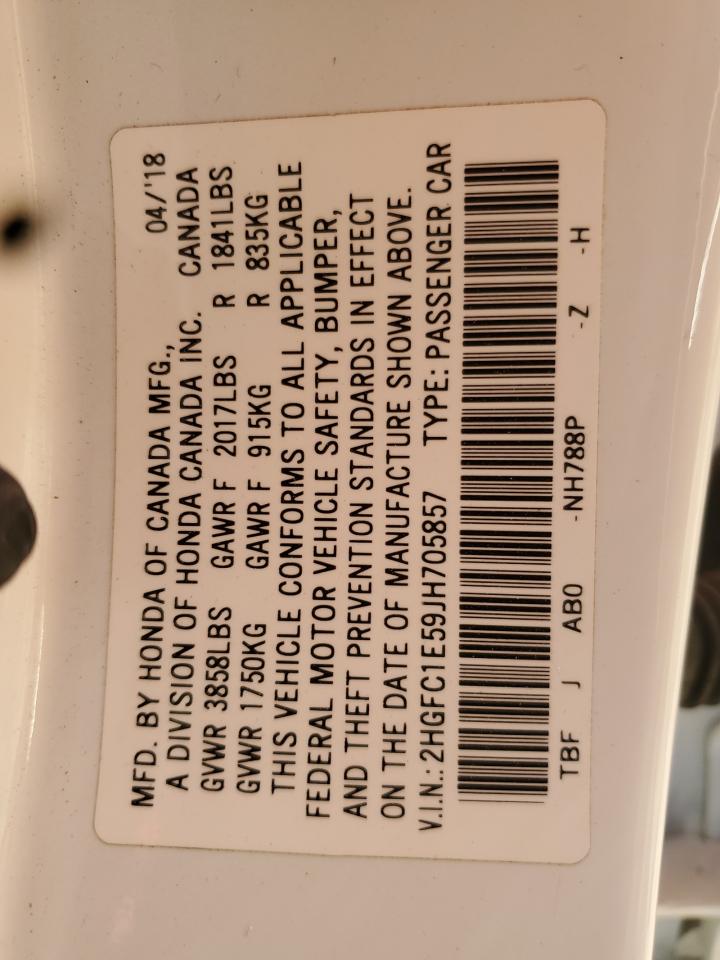 MFD. BY HONDA OF CANADA MFG., 04/'18
A DIVISION OF HONDA CANADA INC. CANADA
GVWR 3858LBS GAWR F 2017LBS R 1841LBS
GVWR 1750KG GAWR F 915KG R 835KG
THIS VEHICLE CONFORMS TO ALL APPLICABLE
FEDERAL MOTOR VEHICLE SAFETY, BUMPER,
AND THEFT PREVENTION STANDARDS IN EFFECT
ON THE DATE OF MANUFACTURE SHOWN ABOVE.
V.I.N.: 2HGFC1E59JH705857 TYPE: PASSENGER CAR
TBF J AB0 -NH788P -Z -H